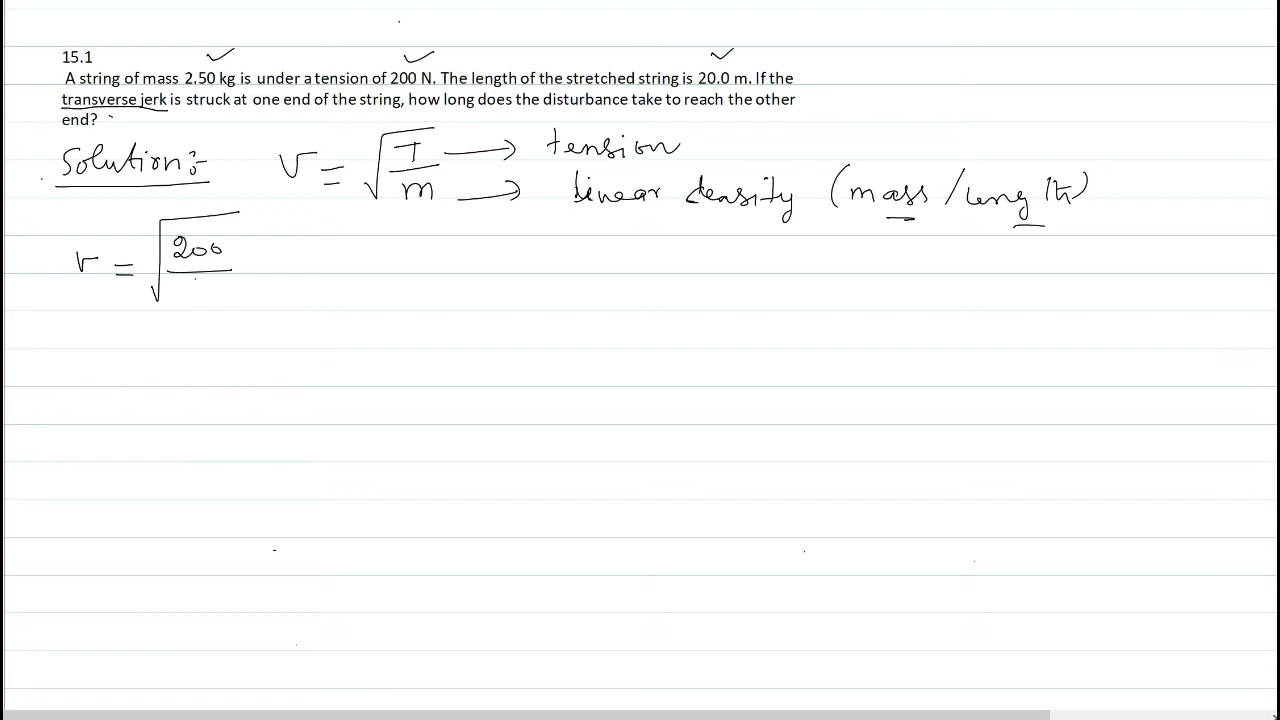 15.1
A string of mass 2.50 kg is under a tension of 200 N. The length of the stretched string is 20.0 m. If the
transverse jerk is struck at one end of the string, how long does the disturbance take to reach the other
end?
Solution:- v = √(T/m) → tension
→ linear density (mass/length)
v = √200